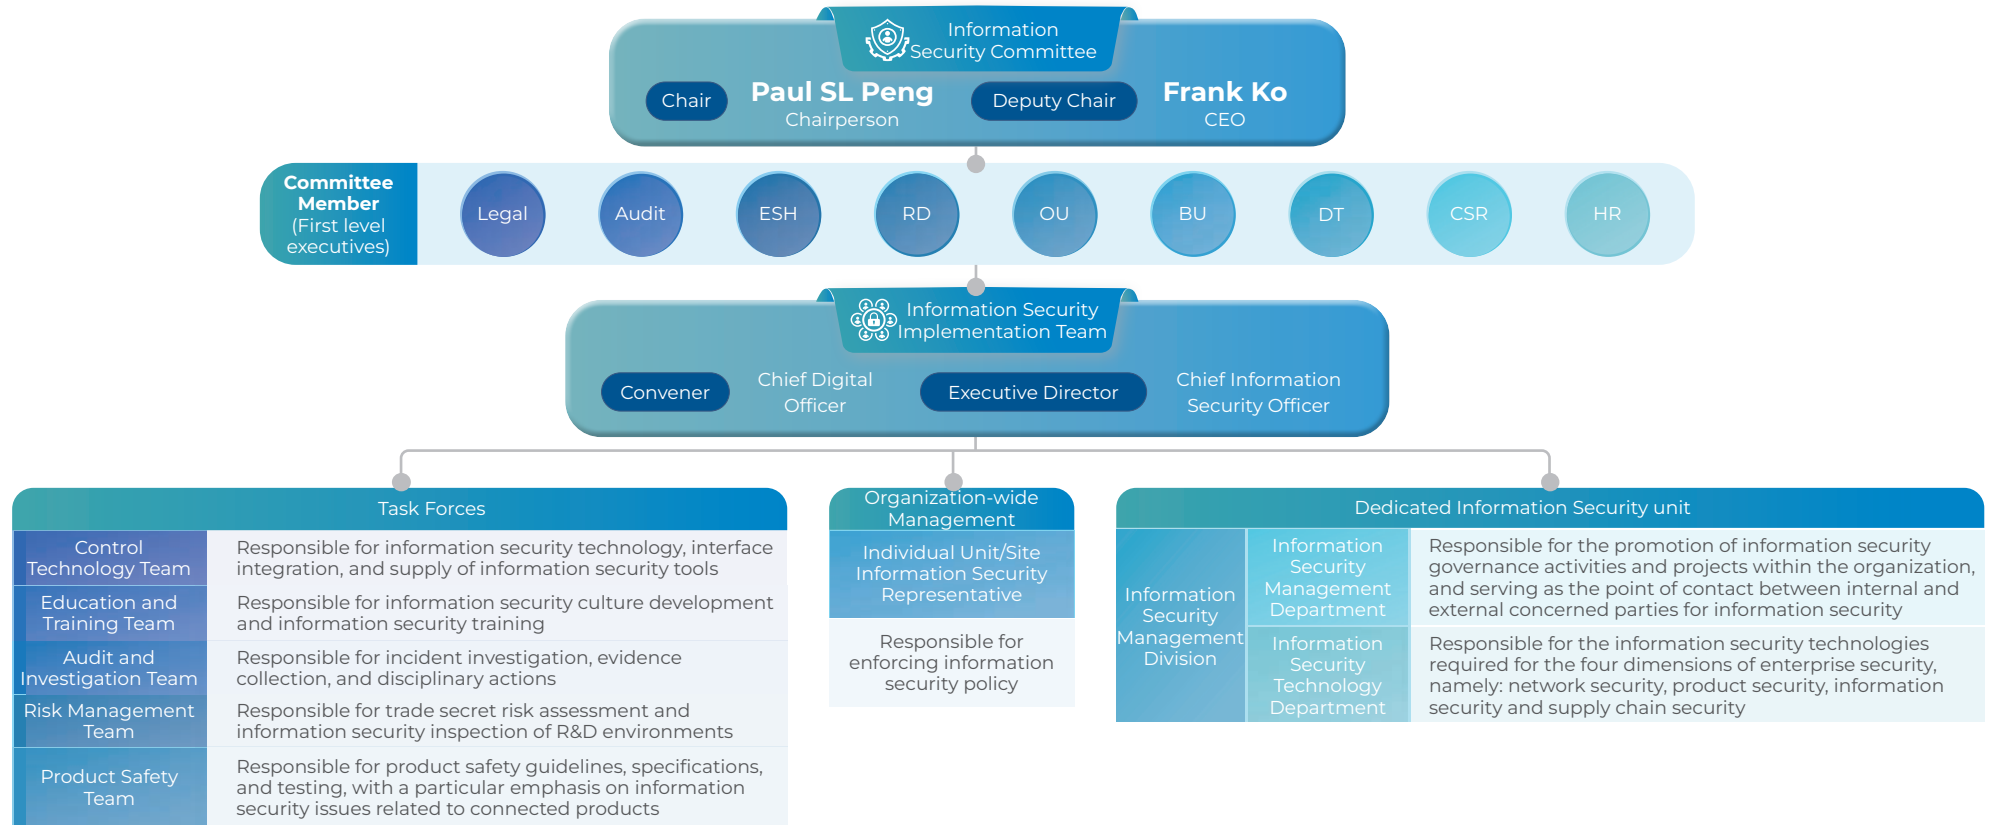 Information
Security Committee
Chair
Paul SL Peng
Chairperson
Deputy Chair
Frank Ko
CEO
Committee
Member
(First level
executives)
Legal
Audit
ESH
RD
OU
BU
DT
CSR
HR
Information Security
Implementation Team
Convener
Chief Digital
Officer
Executive Director
Chief Information
Security Officer
Task Forces
Control
Technology Team
Responsible for information security technology, interface
integration, and supply of information security tools
Education and
Training Team
Responsible for information security culture development
and information security training
Audit and
Investigation Team
Responsible for incident investigation, evidence
collection, and disciplinary actions
Risk Management
Team
Responsible for trade secret risk assessment and
information security inspection of R&D environments
Product Safety
Team
Responsible for product safety guidelines, specifications,
and testing, with a particular emphasis on information
security issues related to connected products
Organization-wide
Management
Individual Unit/Site
Information Security
Representative
Responsible for
enforcing information
security policy
Dedicated Information Security unit
Information
Security
Management
Division
Information
Security
Management
Department
Responsible for the promotion of information security
governance activities and projects within the organization,
and serving as the point of contact between internal and
external concerned parties for information security
Information
Security
Technology
Department
Responsible for the information security technologies
required for the four dimensions of enterprise security,
namely: network security, product security, information
security and supply chain security